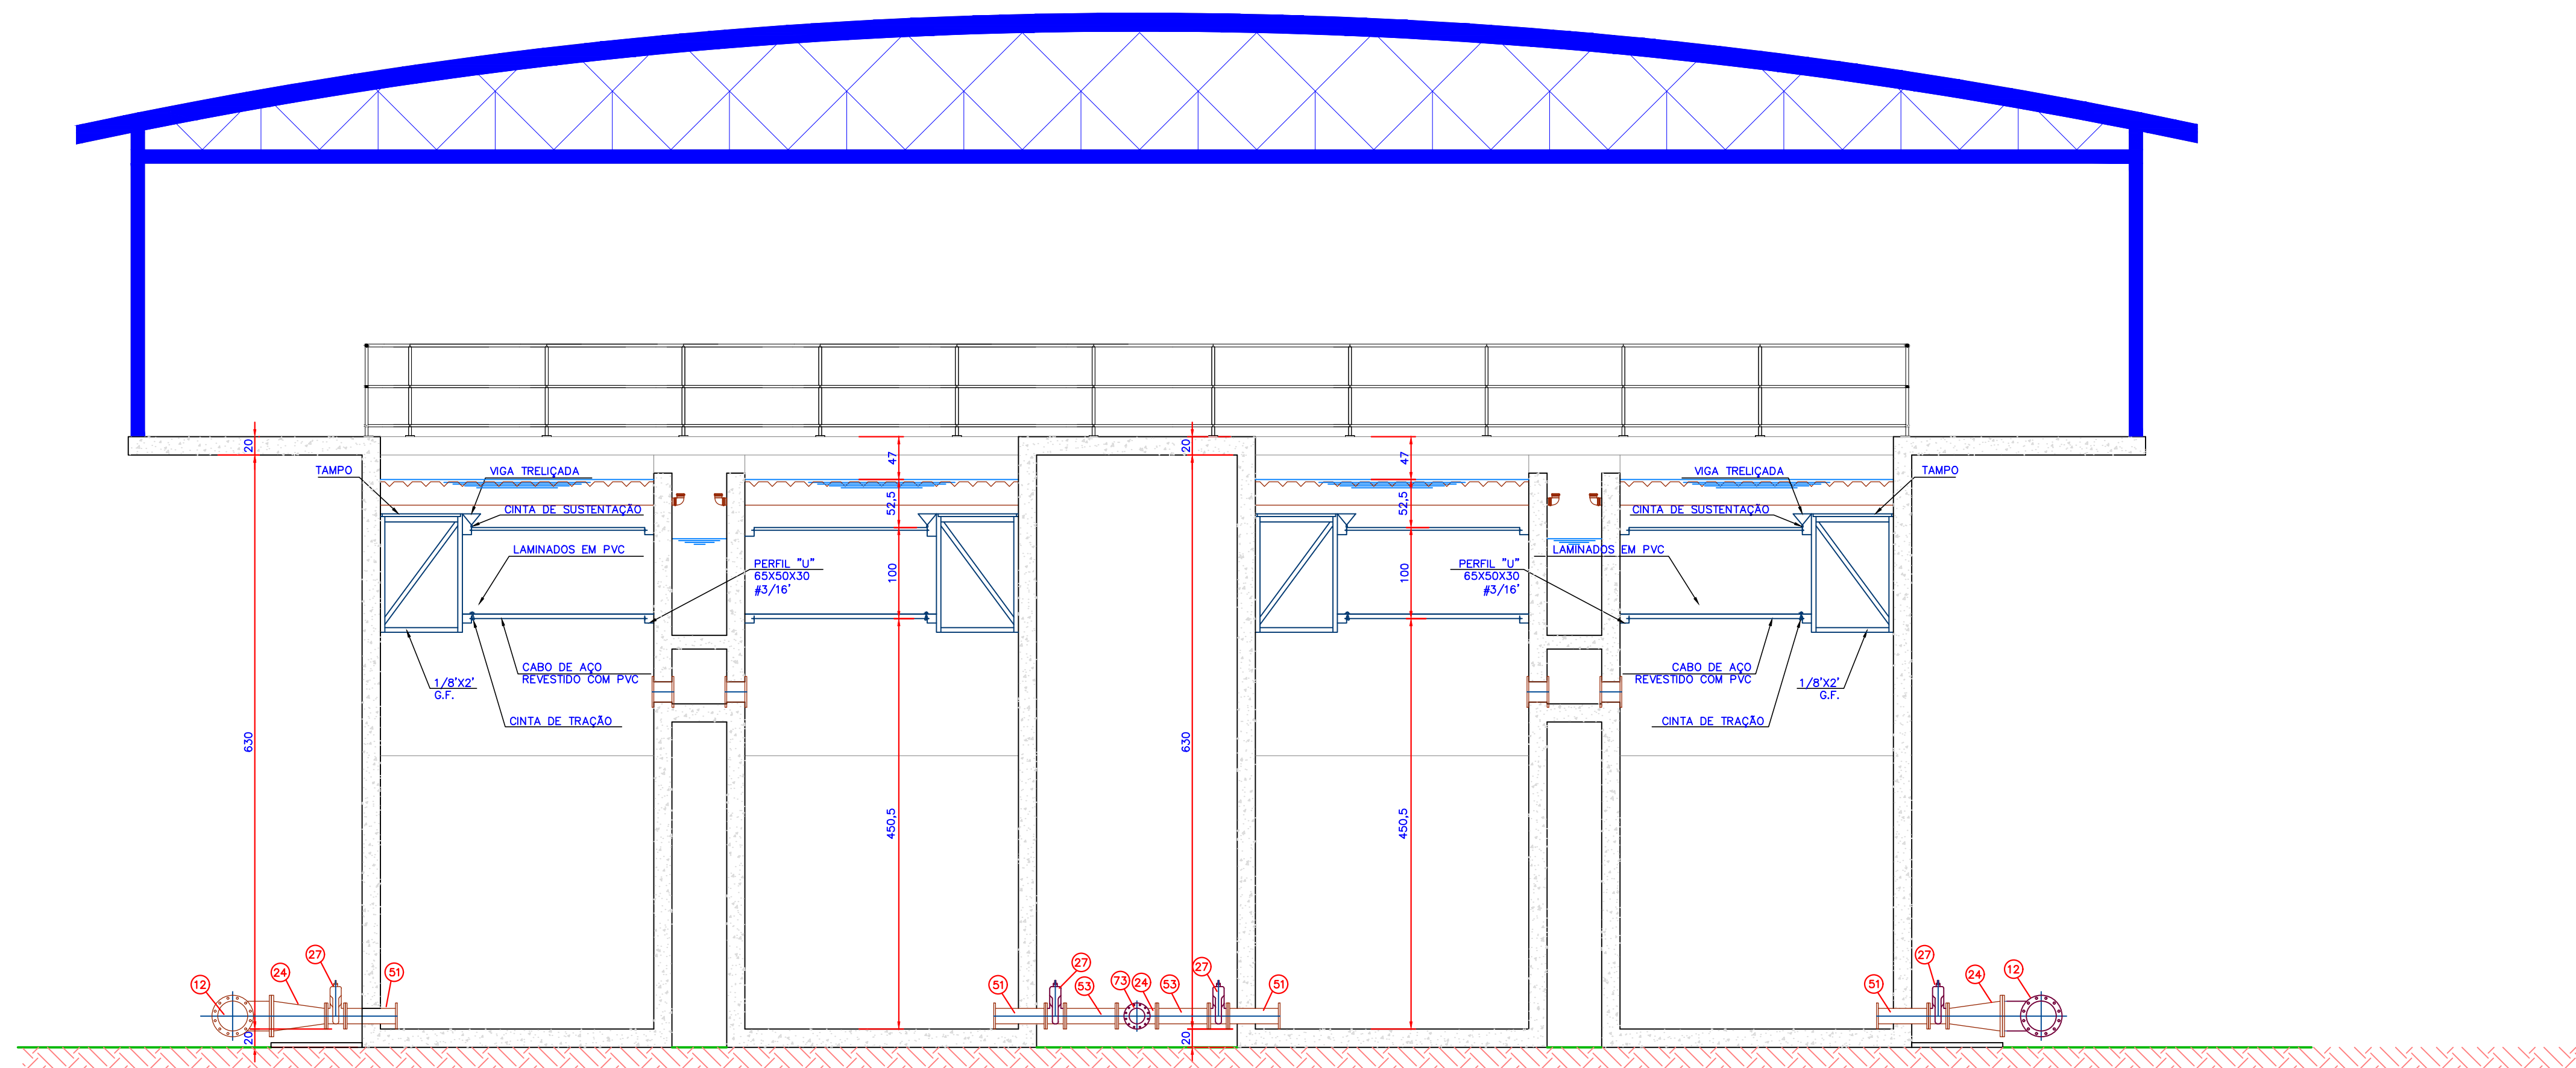 20
TAMPO
VIGA TRELIÇADA
CINTA DE SUSTENTAÇÃO
LAMINADOS EM PVC
PERFIL "U"
65X50X30
#3/16'
CABO DE AÇO
REVESTIDO COM PVC
1/8'X2'
G.F.
CINTA DE TRAÇÃO
630
20
47
52,5
100
450,5
20
630
20
47
52,5
100
450,5
VIGA TRELIÇADA
TAMPO
CINTA DE SUSTENTAÇÃO
LAMINADOS EM PVC
PERFIL "U"
65X50X30
#3/16'
CABO DE AÇO
REVESTIDO COM PVC
1/8'X2'
G.F.
CINTA DE TRAÇÃO
12
24
27
51
51
27
53
73
24
53
27
51
51
27
24
12